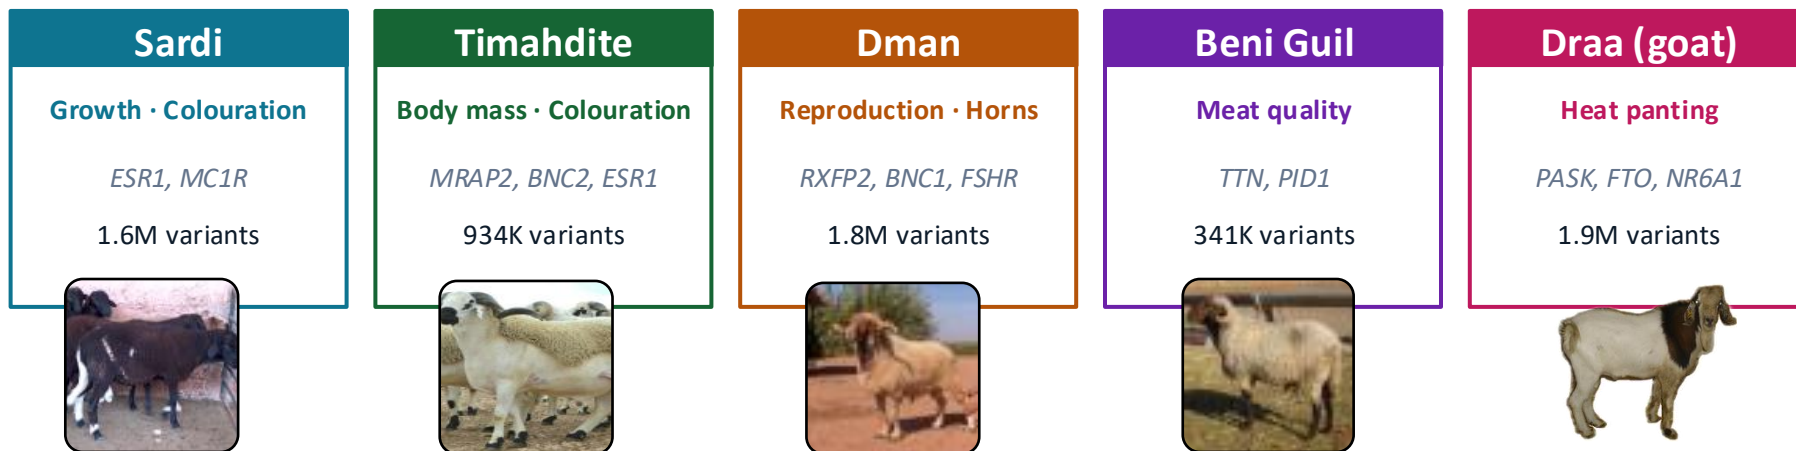 Sardi
Growth · Colouration
ESR1, MC1R
1.6M variants
Timahdite
Body mass · Colouration
MRAP2, BNC2, ESR1
934K variants
Dman
Reproduction · Horns
RXFP2, BNC1, FSHR
1.8M variants
Beni Guil
Meat quality
TTN, PID1
341K variants
Draa (goat)
Heat panting
PASK, FTO, NR6A1
1.9M variants